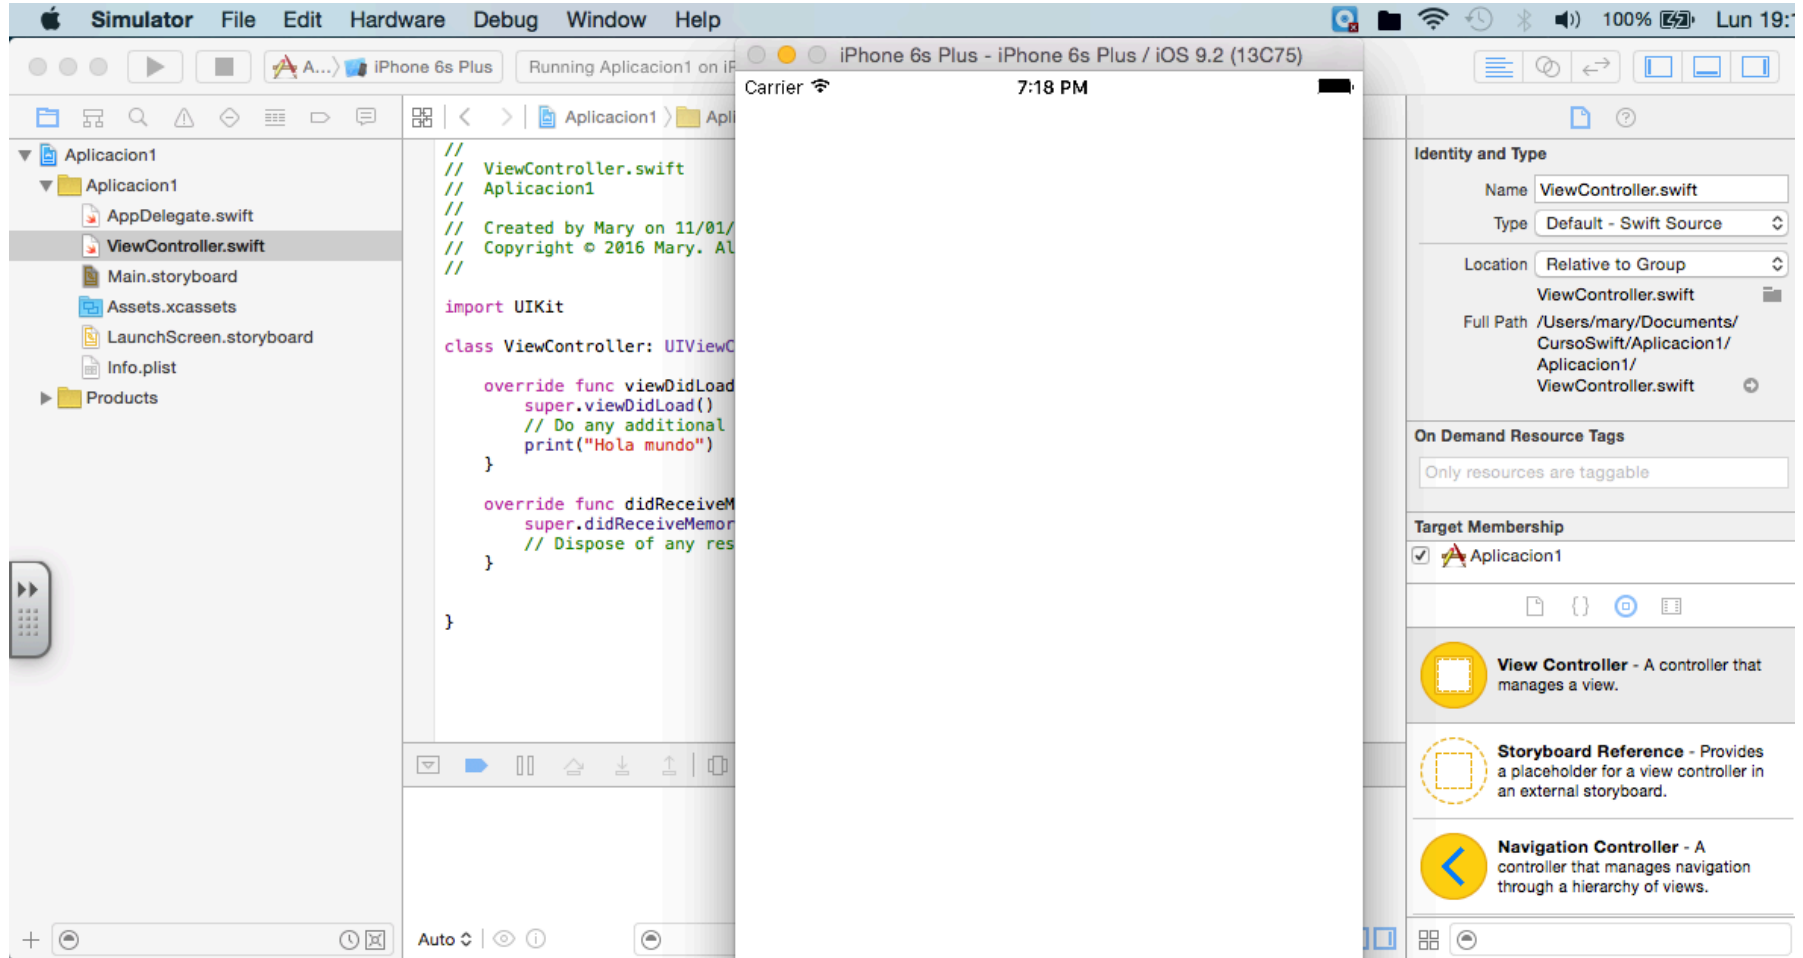 Simulator File Edit Hardware Debug Window Help 100% Lun 19:
A... iPhone 6s Plus Running Aplicacion1 on iP
iPhone 6s Plus - iPhone 6s Plus / iOS 9.2 (13C75)
Carrier 7:18 PM
Aplicacion1 Apli
Aplicacion1
Aplicacion1
AppDelegate.swift
ViewController.swift
Main.storyboard
Assets.xcassets
LaunchScreen.storyboard
Info.plist
Products
//
// ViewController.swift
// Aplicacion1
//
// Created by Mary on 11/01/
// Copyright © 2016 Mary. Al
//
import UIKit
class ViewController: UIViewC
override func viewDidLoad
super.viewDidLoad()
// Do any additional
print("Hola mundo")
}
override func didReceiveM
super.didReceiveMemor
// Dispose of any res
}
}
Auto
Identity and Type
Name ViewController.swift
Type Default - Swift Source
Location Relative to Group
ViewController.swift
Full Path /Users/mary/Documents/
CursoSwift/Aplicacion1/
Aplicacion1/
ViewController.swift
On Demand Resource Tags
Only resources are taggable
Target Membership
Aplicacion1
{}
View Controller - A controller that
manages a view.
Storyboard Reference - Provides
a placeholder for a view controller in
an external storyboard.
Navigation Controller - A
controller that manages navigation
through a hierarchy of views.